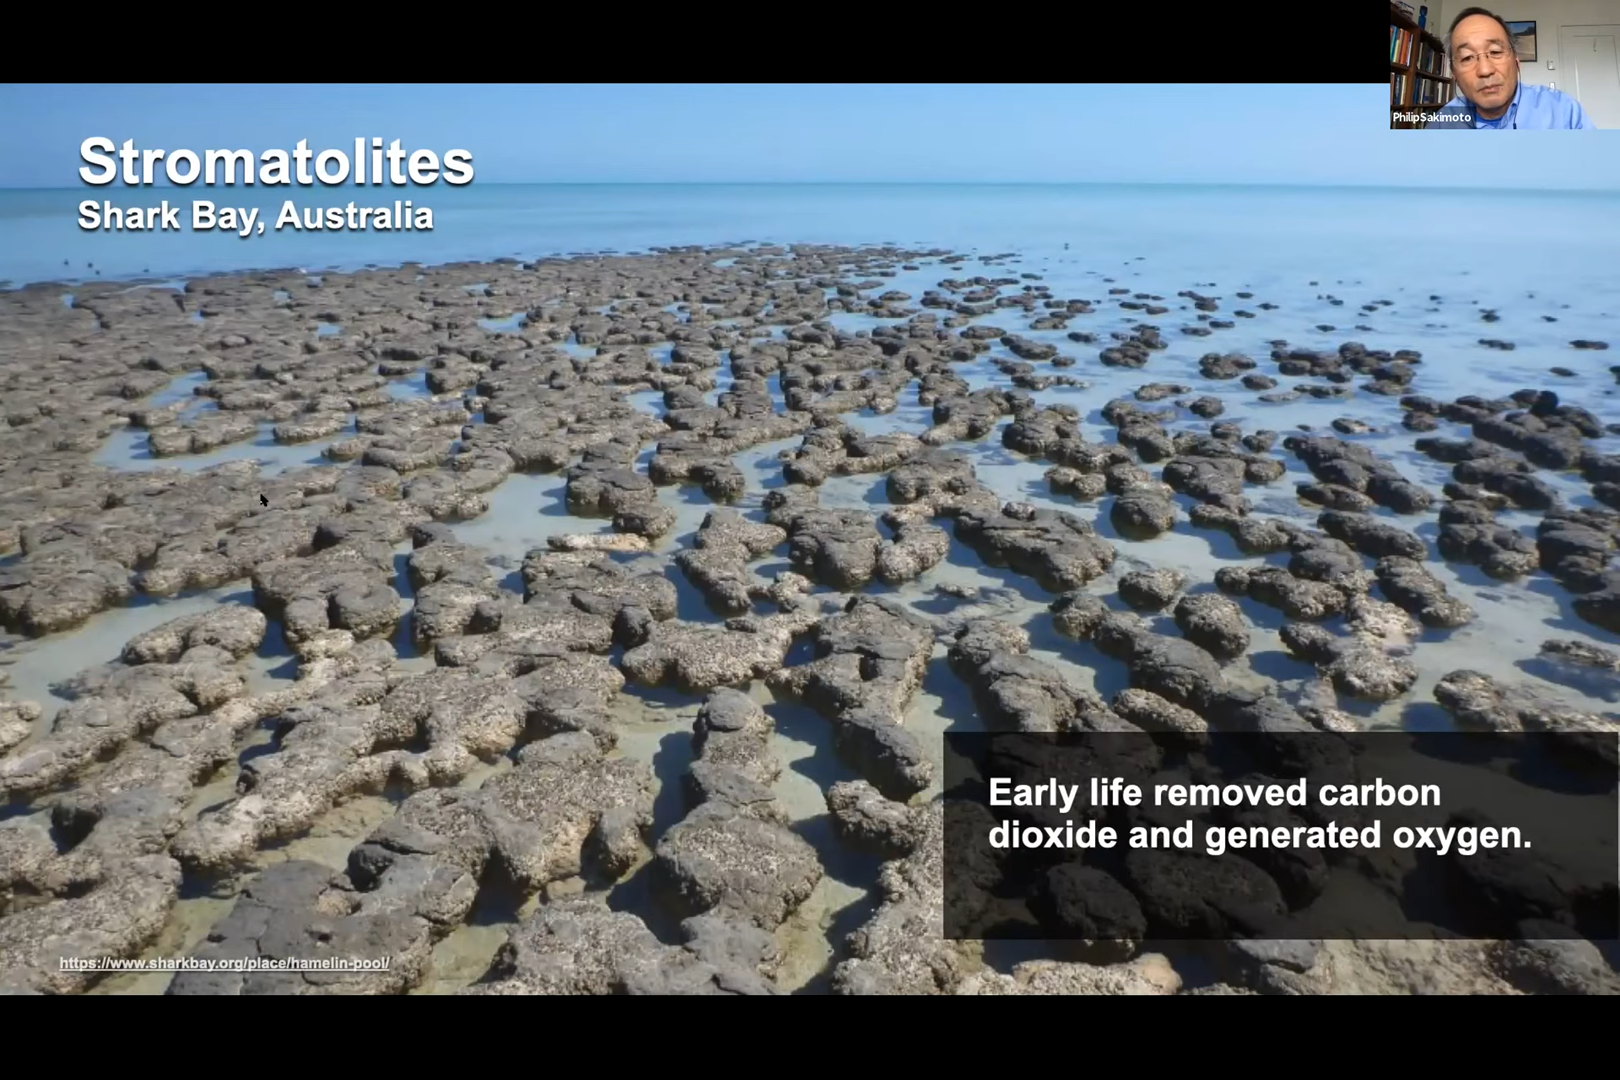 PhilipSakimoto
Stromatolites
Shark Bay, Australia
Early life removed carbon
dioxide and generated oxygen.
https://www.sharkbay.org/place/hamelin-pool/